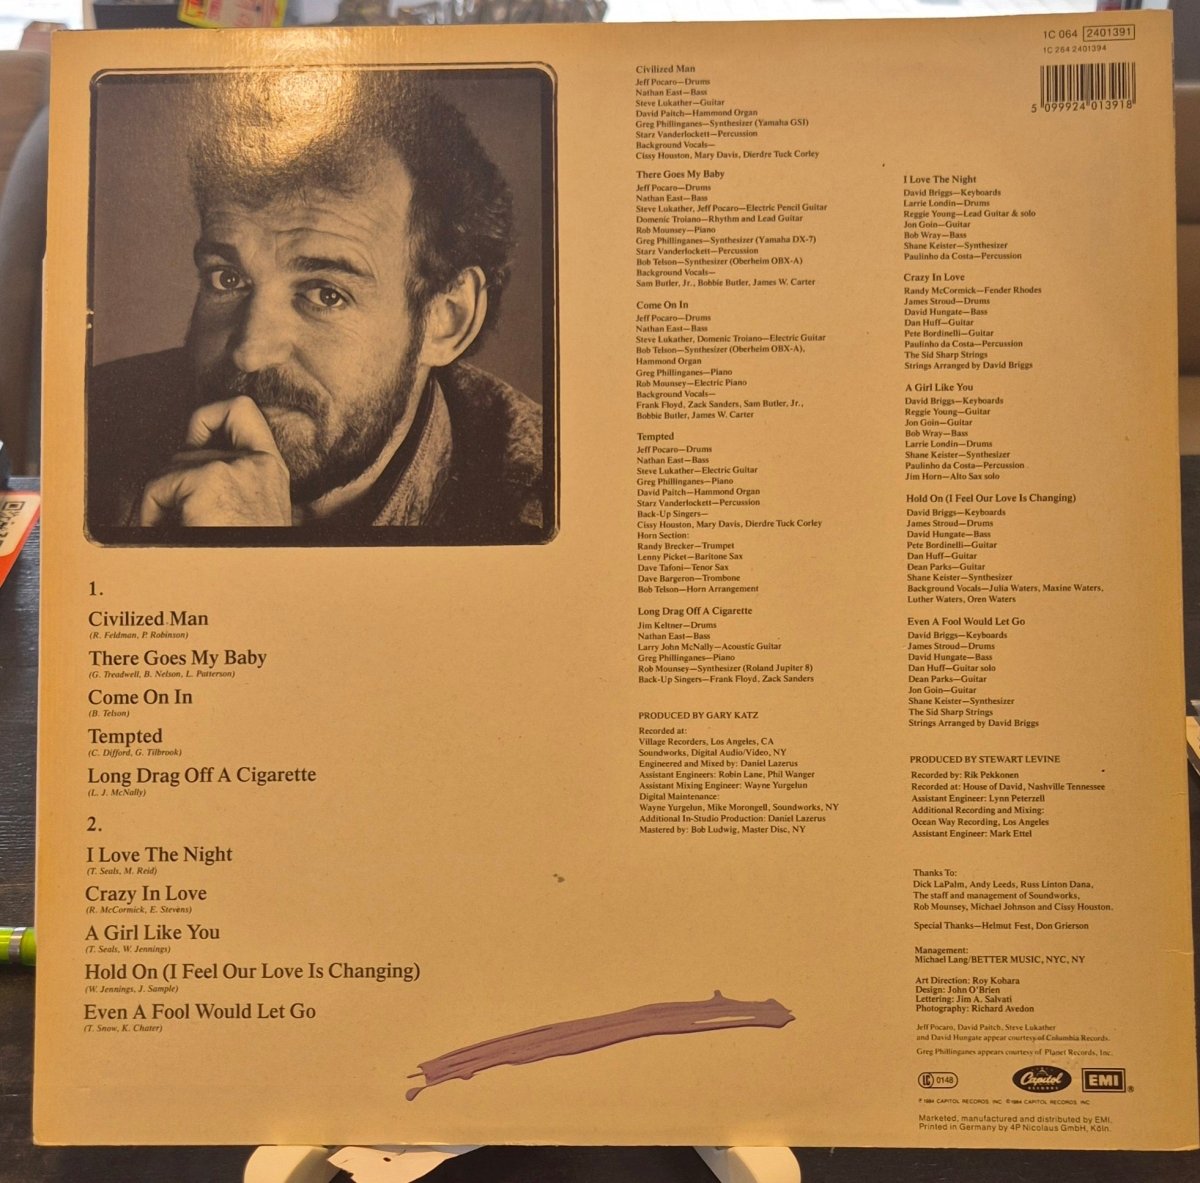 1C 064 2401391
1C 264 2401394
5 099924 013918
Civilized Man
Jeff Pocaro—Drums
Nathan East—Bass
Steve Lukather—Guitar
David Paitch—Hammond Organ
Greg Phillinganes—Synthesizer (Yamaha GSI)
Starz Vanderlockett—Percussion
Background Vocals—
Cissy Houston, Mary Davis, Dierdre Tuck Corley
There Goes My Baby
Jeff Pocaro—Drums
Nathan East—Bass
Steve Lukather, Jeff Pocaro—Electric Pencil Guitar
Domenic Troiano—Rhythm and Lead Guitar
Rob Mounsey—Piano
Greg Phillinganes—Synthesizer (Yamaha DX-7)
Starz Vanderlockett—Percussion
Bob Telson—Synthesizer (Oberheim OBX-A)
Background Vocals—
Sam Butler, Jr., Bobbie Butler, James W. Carter
Come On In
Jeff Pocaro—Drums
Nathan East—Bass
Steve Lukather, Domenic Troiano—Electric Guitar
Bob Telson—Synthesizer (Oberheim OBX-A),
Hammond Organ
Greg Phillinganes—Piano
Rob Mounsey—Electric Piano
Background Vocals—
Frank Floyd, Zack Sanders, Sam Butler, Jr.,
Bobbie Butler, James W. Carter
Tempted
Jeff Pocaro—Drums
Nathan East—Bass
Steve Lukather—Electric Guitar
Greg Phillinganes—Piano
David Paitch—Hammond Organ
Starz Vanderlockett—Percussion
Back-Up Singers—
Cissy Houston, Mary Davis, Dierdre Tuck Corley
Horn Section:
Randy Brecker—Trumpet
Lenny Picket—Baritone Sax
Dave Tafoni—Tenor Sax
Dave Bargeron—Trombone
Bob Telson—Horn Arrangement
Long Drag Off A Cigarette
Jim Keltner—Drums
Nathan East—Bass
Larry John McNally—Acoustic Guitar
Greg Phillinganes—Piano
Rob Mounsey—Synthesizer (Roland Jupiter 8)
Back-Up Singers—Frank Floyd, Zack Sanders
PRODUCED BY GARY KATZ
Recorded at:
Village Recorders, Los Angeles, CA
Soundworks, Digital Audio/Video, NY
Engineered and Mixed by: Daniel Lazerus
Assistant Engineers: Robin Lane, Phil Wanger
Assistant Mixing Engineer: Wayne Yurgelun
Digital Maintenance:
Wayne Yurgelun, Mike Morongell, Soundworks, NY
Additional In-Studio Production: Daniel Lazerus
Mastered by: Bob Ludwig, Master Disc, NY
I Love The Night
David Briggs—Keyboards
Larrie Londin—Drums
Reggie Young—Lead Guitar & solo
Jon Goin—Guitar
Bob Wray—Bass
Shane Keister—Synthesizer
Paulinho da Costa—Percussion
Crazy In Love
Randy McCormick—Fender Rhodes
James Stroud—Drums
David Hungate—Bass
Dan Huff—Guitar
Pete Bordinelli—Guitar
Paulinho da Costa—Percussion
The Sid Sharp Strings
Strings Arranged by David Briggs
A Girl Like You
David Briggs—Keyboards
Reggie Young—Guitar
Jon Goin—Guitar
Bob Wray—Bass
Larrie Londin—Drums
Shane Keister—Synthesizer
Paulinho da Costa—Percussion
Jim Horn—Alto Sax solo
Hold On (I Feel Our Love Is Changing)
David Briggs—Keyboards
James Stroud—Drums
David Hungate—Bass
Pete Bordinelli—Guitar
Dan Huff—Guitar
Dean Parks—Guitar
Shane Keister—Synthesizer
Background Vocals—Julia Waters, Maxine Waters,
Luther Waters, Oren Waters
Even A Fool Would Let Go
David Briggs—Keyboards
James Stroud—Drums
David Hungate—Bass
Dan Huff—Guitar solo
Dean Parks—Guitar
Jon Goin—Guitar
Shane Keister—Synthesizer
The Sid Sharp Strings
Strings Arranged by David Briggs
PRODUCED BY STEWART LEVINE
Recorded by: Rik Pekkonen
Recorded at: House of David, Nashville Tennessee
Assistant Engineer: Lynn Peterzell
Additional Recording and Mixing:
Ocean Way Recording, Los Angeles
Assistant Engineer: Mark Ettel
Thanks To:
Dick LaPalm, Andy Leeds, Russ Linton Dana,
The staff and management of Soundworks,
Rob Mounsey, Michael Johnson and Cissy Houston.
Special Thanks—Helmut Fest, Don Grierson
Management:
Michael Lang/BETTER MUSIC, NYC, NY
Art Direction: Roy Kohara
Design: John O'Brien
Lettering: Jim A. Salvati
Photography: Richard Avedon
Jeff Pocaro, David Paitch, Steve Lukather
and David Hungate appear courtesy of Columbia Records.
Greg Phillinganes appears courtesy of Planet Records, Inc.
LC 0148
Capitol RECORDS
EMI ®
℗ 1984 CAPITOL RECORDS, INC. © 1984 CAPITOL RECORDS, INC.
Marketed, manufactured and distributed by EMI.
Printed in Germany by 4P Nicolaus GmbH, Köln.
1.
Civilized Man
(R. Feldman, P. Robinson)
There Goes My Baby
(G. Treadwell, B. Nelson, L. Patterson)
Come On In
(B. Telson)
Tempted
(C. Difford, G. Tilbrook)
Long Drag Off A Cigarette
(L. J. McNally)
2.
I Love The Night
(T. Seals, M. Reid)
Crazy In Love
(R. McCormick, E. Stevens)
A Girl Like You
(T. Seals, W. Jennings)
Hold On (I Feel Our Love Is Changing)
(W. Jennings, J. Sample)
Even A Fool Would Let Go
(T. Snow, K. Chater)